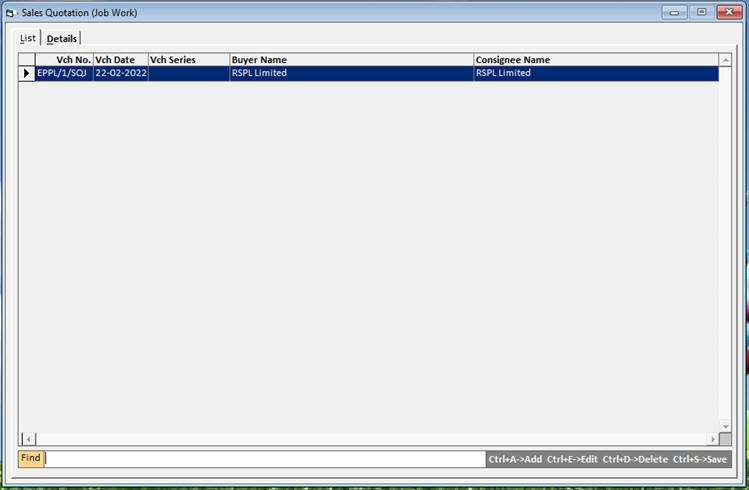 Sales Quotation (Job Work)
List Details
Vch No. Vch Date Vch Series Buyer Name Consignee Name
EPPL/1/SQJ 22-02-2022 RSPL Limited RSPL Limited
Find Ctrl+A->Add Ctrl+E->Edit Ctrl+D->Delete Ctrl+S->Save